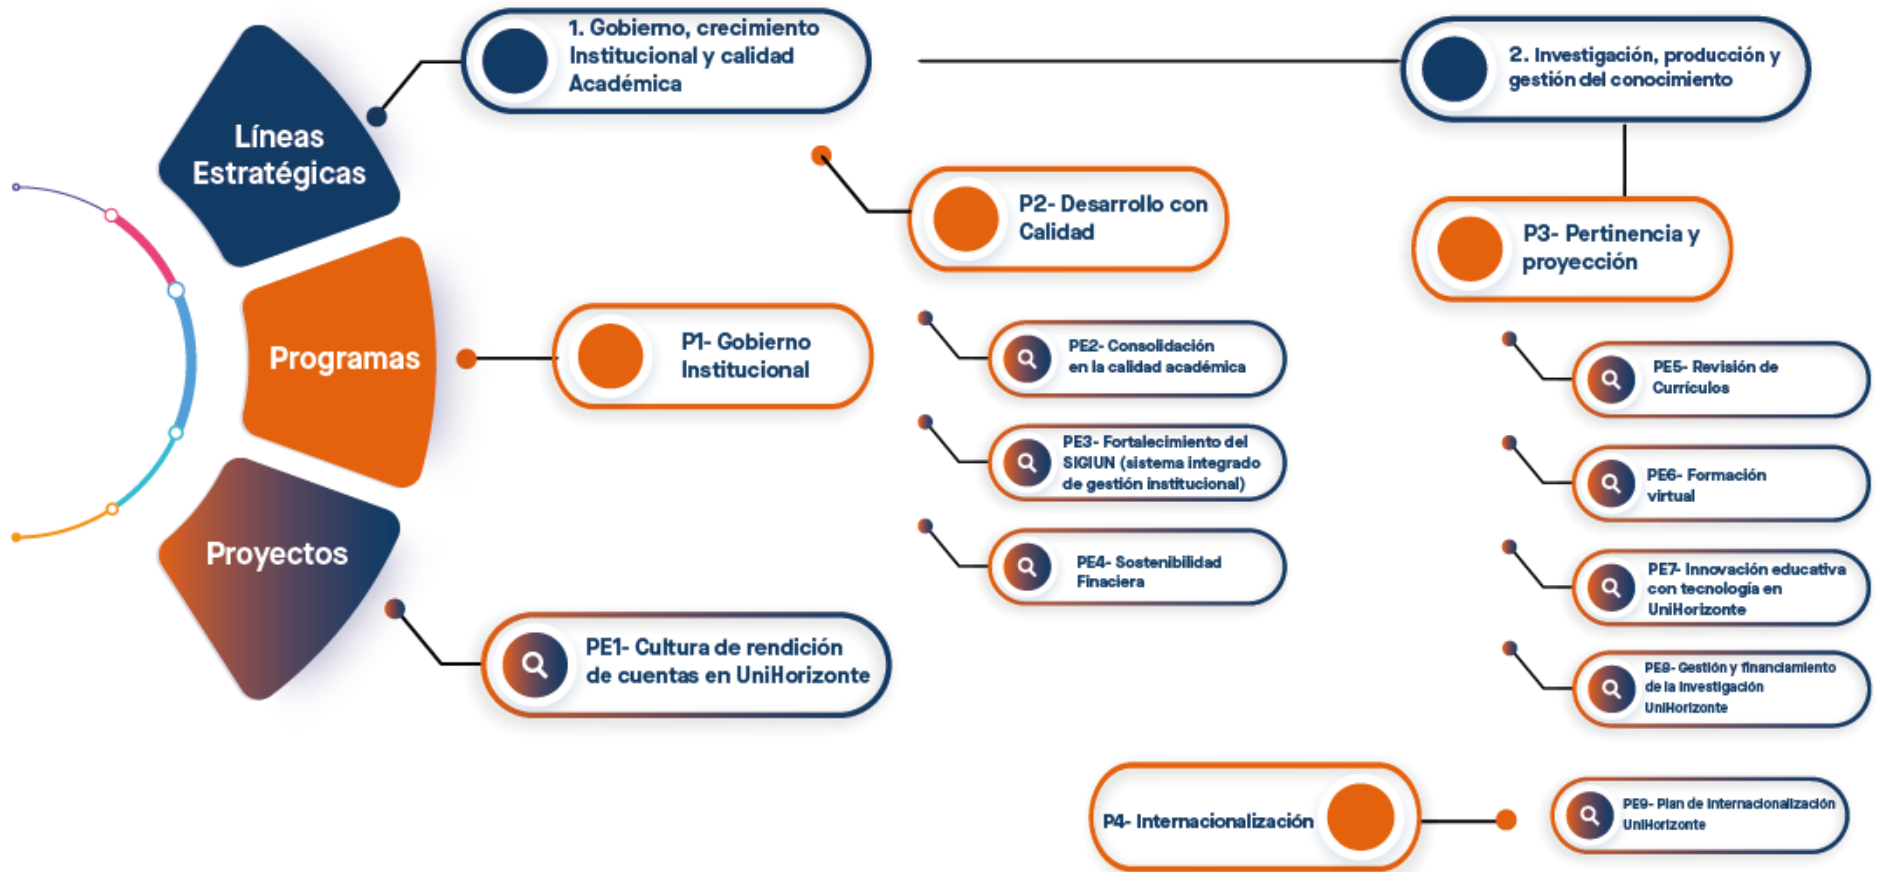 Líneas
Estratégicas
Programas
Proyectos
1. Gobierno, crecimiento
Institucional y calidad
Académica
2. Investigación, producción y
gestión del conocimiento
P1- Gobierno
Institucional
P2- Desarrollo con
Calidad
P3- Pertinencia y
proyección
PE1- Cultura de rendición
de cuentas en UniHorizonte
PE2- Consolidación
en la calidad académica
PE3- Fortalecimiento del
SIGIUN (sistema integrado
de gestión institucional)
PE4- Sostenibilidad
Finaciera
PE5- Revisión de
Currículos
PE6- Formación
virtual
PE7- Innovación educativa
con tecnología en
UniHorizonte
PE8- Gestión y financiamiento
de la Investigación
UniHorizonte
P4- Internacionalización
PE9- Plan de Internacionalización
UniHorizonte